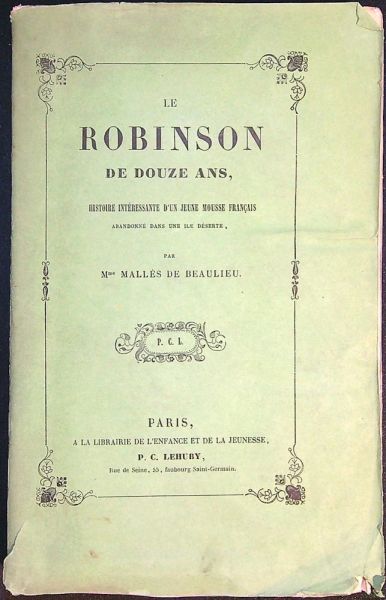 LE
ROBINSON
DE DOUZE ANS,
HISTOIRE INTÉRESSANTE D'UN JEUNE MOUSSE FRANÇAIS
ABANDONNÉ DANS UNE ILE DÉSERTE,
PAR
Mme MALLÈS DE BEAULIEU.
P. C. L.
PARIS,
A LA LIBRAIRIE DE L'ENFANCE ET DE LA JEUNESSE,
P. C. LEHUBY,
Rue de Seine, 55, faubourg Saint-Germain.